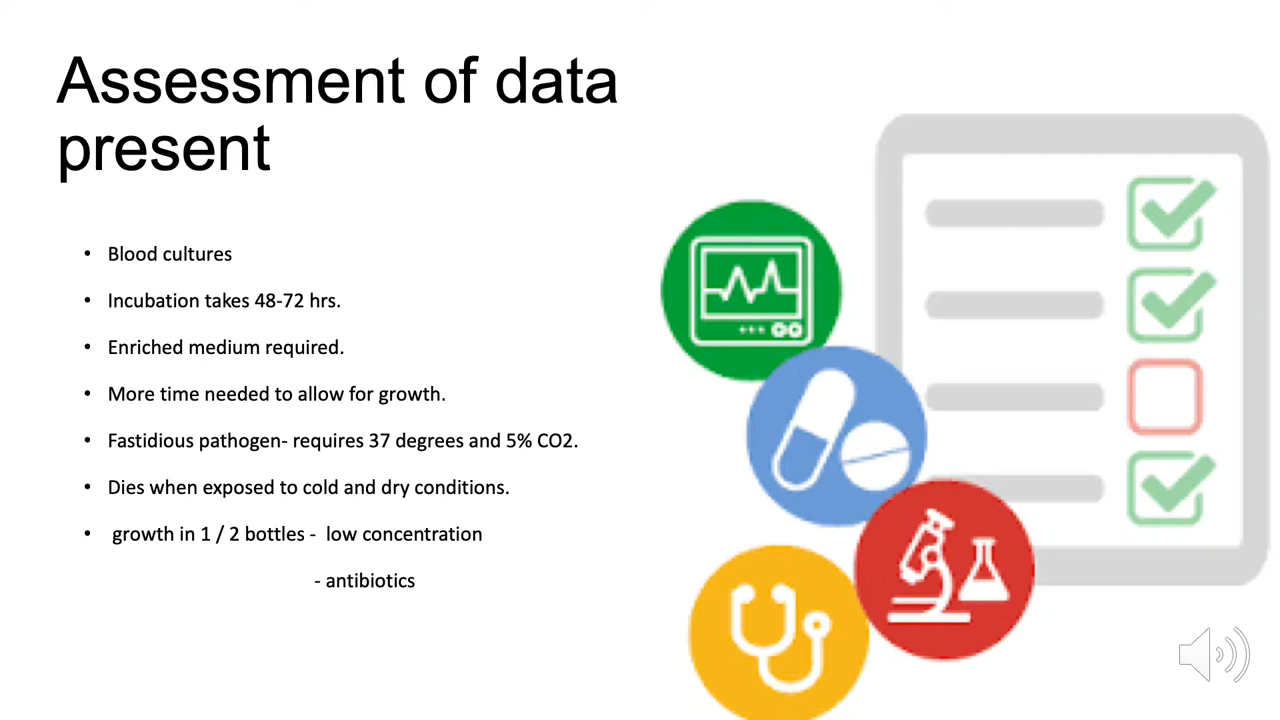 Assessment of data
present
• Blood cultures
• Incubation takes 48-72 hrs.
• Enriched medium required.
• More time needed to allow for growth.
• Fastidious pathogen- requires 37 degrees and 5% CO2.
• Dies when exposed to cold and dry conditions.
• growth in 1 / 2 bottles - low concentration
- antibiotics